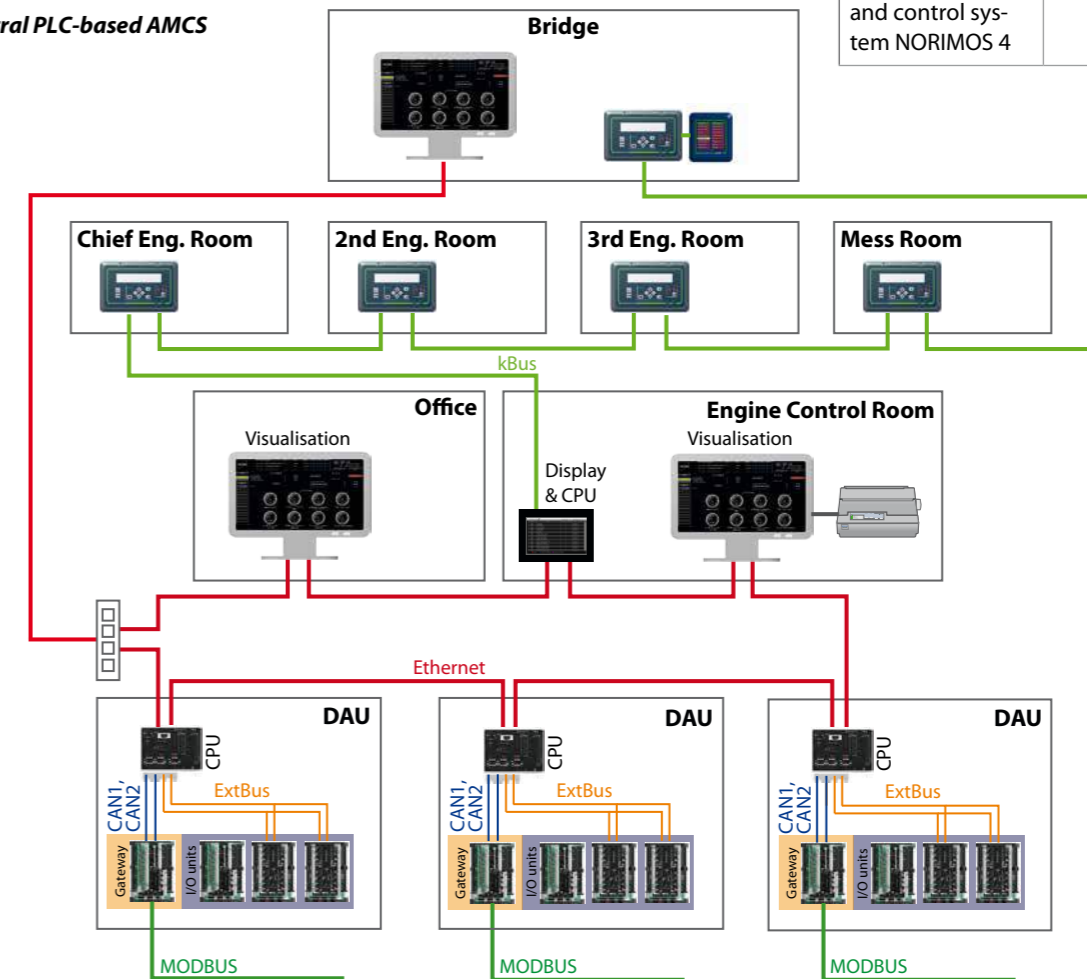 ral PLC-based AMCS
and control sys-
tem NORIMOS 4
Bridge
Chief Eng. Room
2nd Eng. Room
3rd Eng. Room
Mess Room
kBus
Office
Visualisation
Engine Control Room
Visualisation
Display
& CPU
Ethernet
DAU
CPU
CAN1,
CAN2
ExtBus
Gateway
I/O units
MODBUS
DAU
CPU
CAN1,
CAN2
ExtBus
Gateway
I/O units
MODBUS
DAU
CPU
CAN1,
CAN2
ExtBus
Gateway
I/O units
MODBUS